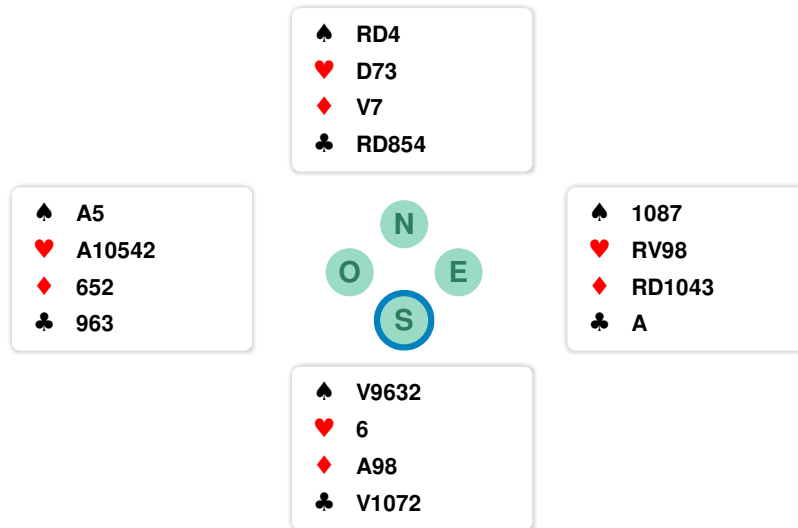 ♠ RD4
♥ D73
♦ V7
♣ RD854
♠ A5
♥ A10542
♦ 652
♣ 963
N
O E
S
♠ 1087
♥ RV98
♦ RD1043
♣ A
♠ V9632
♥ 6
♦ A98
♣ V1072